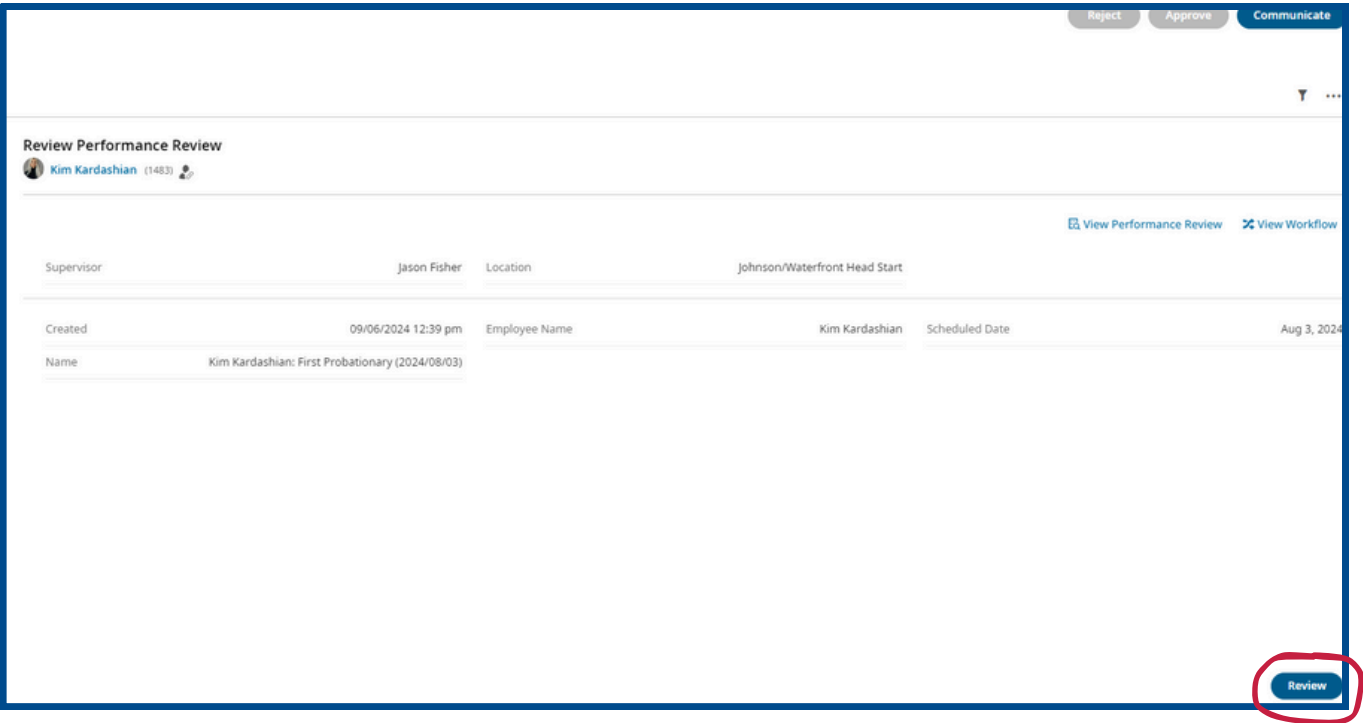 Reject Approve Communicate
Review Performance Review
Kim Kardashian (1483)
View Performance Review View Workflow
Supervisor Jason Fisher Location Johnson/Waterfront Head Start
Created 09/06/2024 12:39 pm Employee Name Kim Kardashian Scheduled Date Aug 3, 2024
Name Kim Kardashian: First Probationary (2024/08/03)
Review